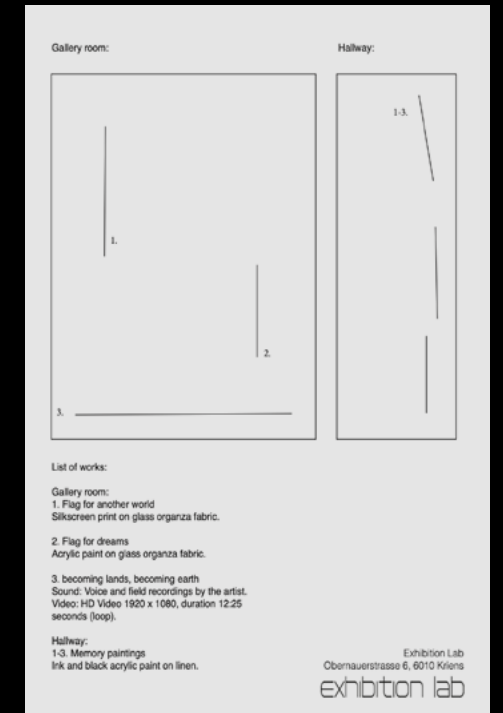 Gallery room:
Hallway:
1-3.
1.
2.
3.
List of works:
Gallery room:
1. Flag for another world
Silkscreen print on glass organza fabric.
2. Flag for dreams
Acrylic paint on glass organza fabric.
3. becoming lands, becoming earth
Sound: Voice and field recordings by the artist.
Video: HD Video 1920 x 1080, duration 12:25
seconds (loop).
Hallway:
1-3. Memory paintings
Ink and black acrylic paint on linen.
Exhibition Lab
Obernauerstrasse 6, 6010 Kriens
exhibition lab